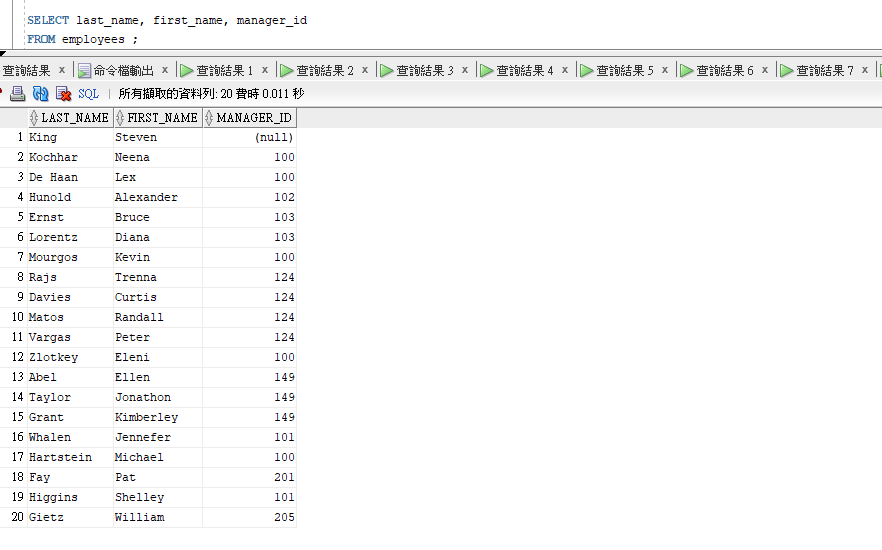 SELECT last_name, first_name, manager_id
FROM employees ;
查詢結果 x 命令檔輸出 x 查詢結果 1 x 查詢結果 2 x 查詢結果 3 x 查詢結果 4 x 查詢結果 5 x 查詢結果 6 x 查詢結果 7 x
SQL | 所有擷取的資料列: 20 費時 0.011 秒
LAST_NAME FIRST_NAME MANAGER_ID
1 King Steven (null)
2 Kochhar Neena 100
3 De Haan Lex 100
4 Hunold Alexander 102
5 Ernst Bruce 103
6 Lorentz Diana 103
7 Mourgos Kevin 100
8 Rajs Trenna 124
9 Davies Curtis 124
10 Matos Randall 124
11 Vargas Peter 124
12 Zlotkey Eleni 100
13 Abel Ellen 149
14 Taylor Jonathon 149
15 Grant Kimberley 149
16 Whalen Jennefer 101
17 Hartstein Michael 100
18 Fay Pat 201
19 Higgins Shelley 101
20 Gietz William 205